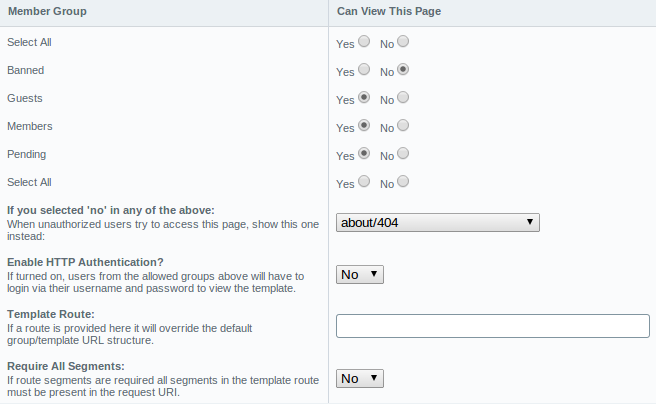 Member Group Can View This Page
Select All Yes No
Banned Yes No
Guests Yes No
Members Yes No
Pending Yes No
Select All Yes No
If you selected 'no' in any of the above:
When unauthorized users try to access this page, show this one
instead:
about/404
Enable HTTP Authentication?
If turned on, users from the allowed groups above will have to
login via their username and password to view the template.
No
Template Route:
If a route is provided here it will override the default
group/template URL structure.
Require All Segments:
If route segments are required all segments in the template route
must be present in the request URI.
No